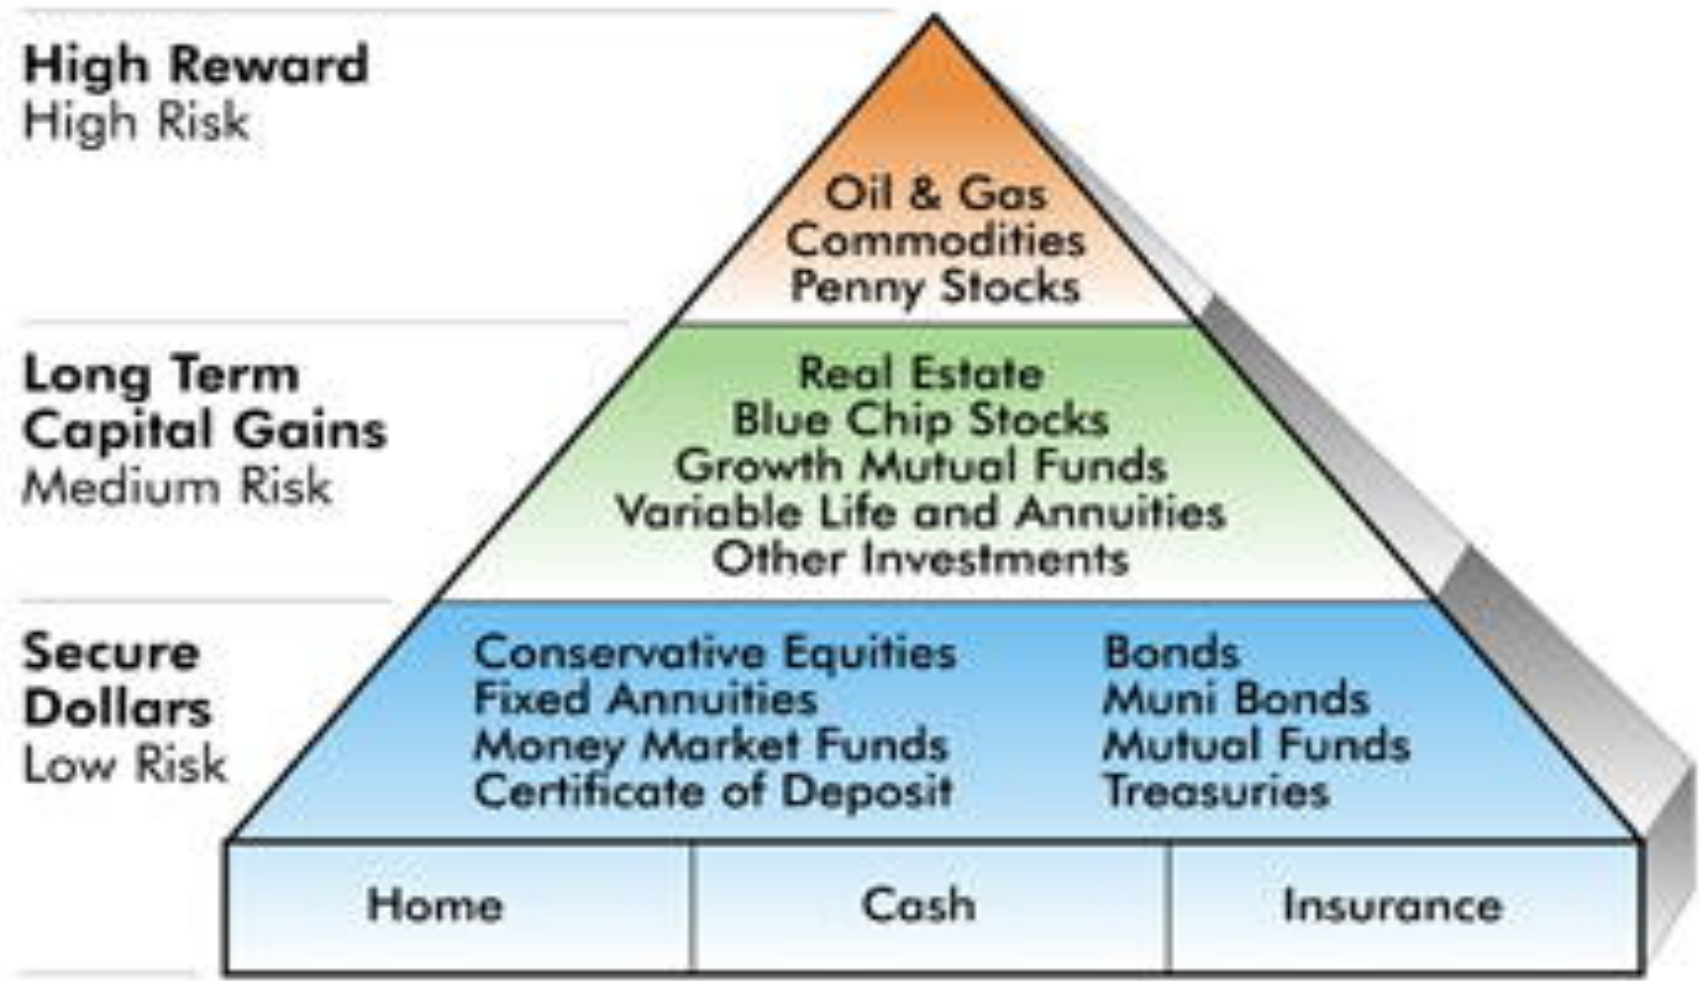 High Reward
High Risk
Oil & Gas
Commodities
Penny Stocks
Long Term
Capital Gains
Medium Risk
Real Estate
Blue Chip Stocks
Growth Mutual Funds
Variable Life and Annuities
Other Investments
Secure
Dollars
Low Risk
Conservative Equities
Fixed Annuities
Money Market Funds
Certificate of Deposit
Bonds
Muni Bonds
Mutual Funds
Treasuries
Home
Cash
Insurance